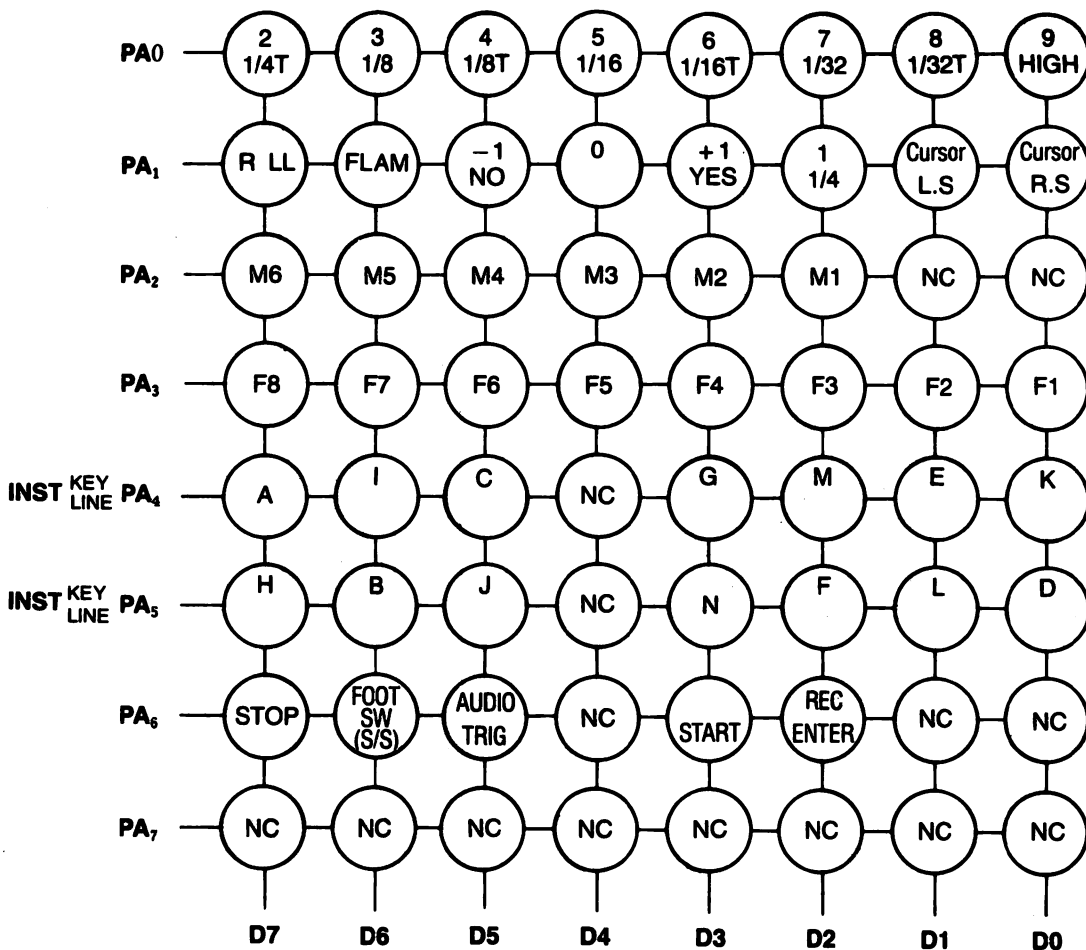 PA0 2 3 4 5 6 7 8 9
1/4T 1/8 1/8T 1/16 1/16T 1/32 1/32T HIGH
PA₁ R LL FLAM −1 0 +1 1 Cursor Cursor
NO YES 1/4 L.S R.S
PA₂ M6 M5 M4 M3 M2 M1 NC NC
PA₃ F8 F7 F6 F5 F4 F3 F2 F1
INST KEY LINE PA₄ A I C NC G M E K
INST KEY LINE PA₅ H B J NC N F L D
PA₆ STOP FOOT SW (S/S) AUDIO TRIG NC START REC ENTER NC NC
PA₇ NC NC NC NC NC NC NC NC
D7 D6 D5 D4 D3 D2 D1 D0